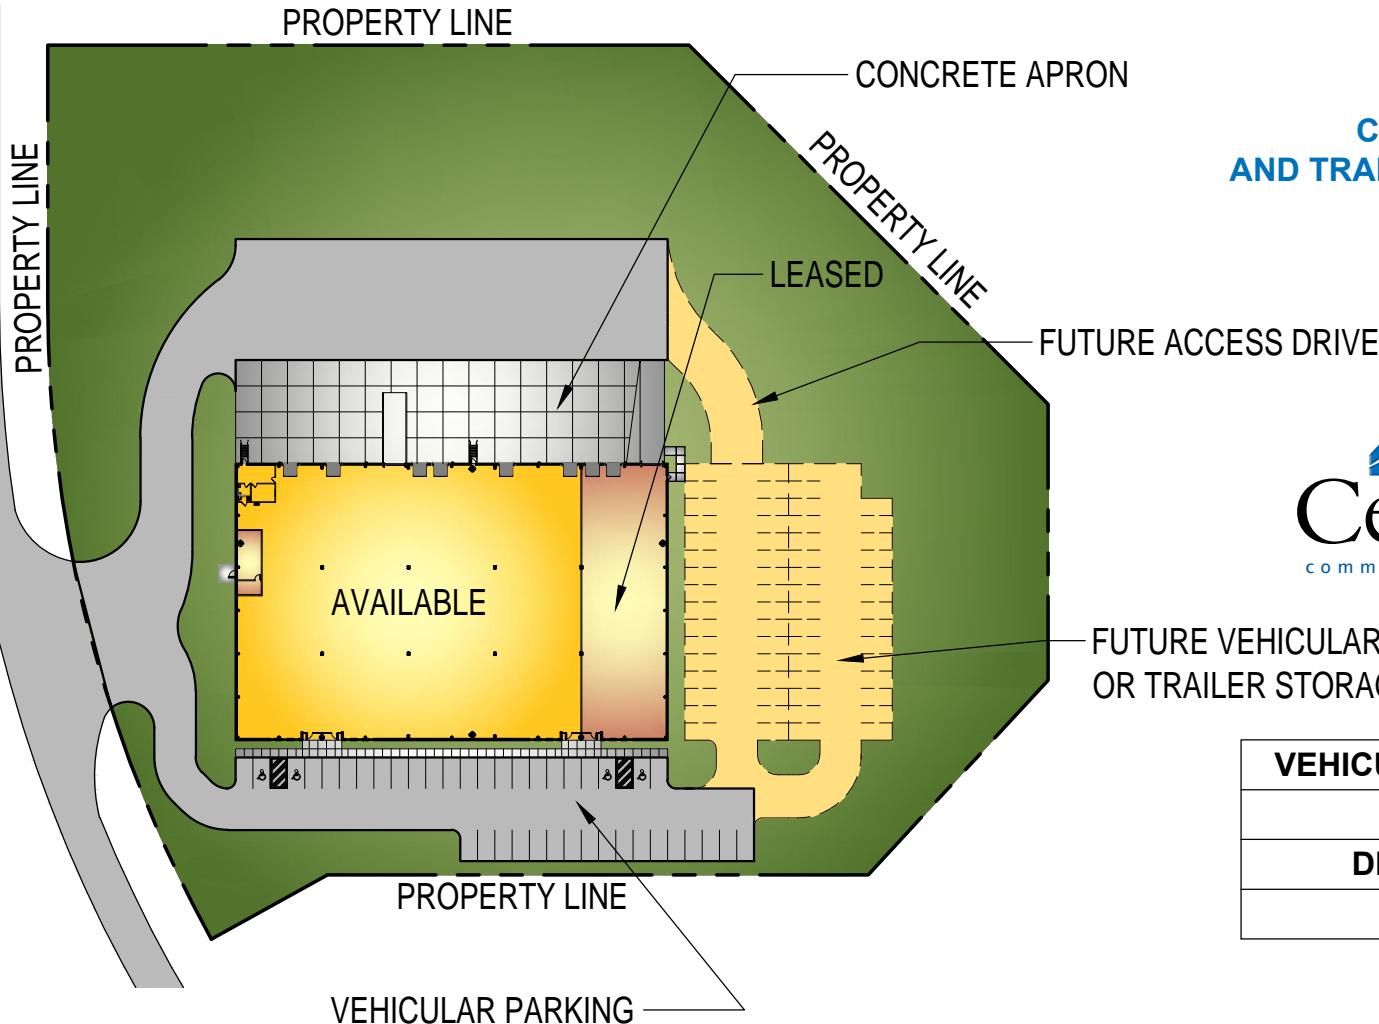 PROPERTY LINE
CONCRETE APRON
PROPERTY LINE
PROPERTY LINE
LEASED
FUTURE ACCESS DRIVE
AVAILABLE
FUTURE VEHICULAR
OR TRAILER
PROPERTY LINE
VEHICULAR PARKING
AND